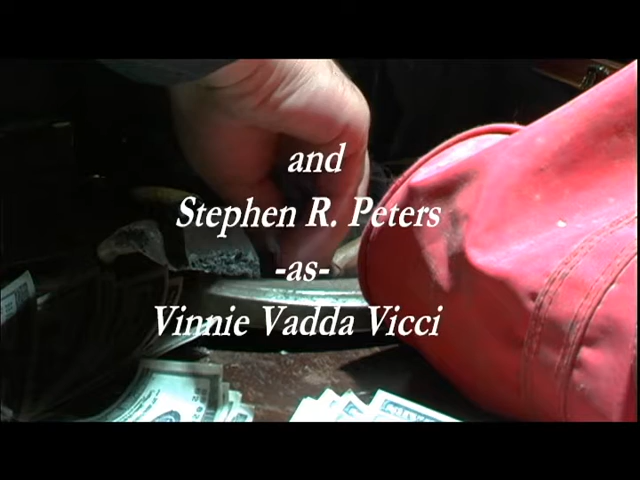 and
Stephen R. Peters
-as-
Vinnie Vadda Vicci